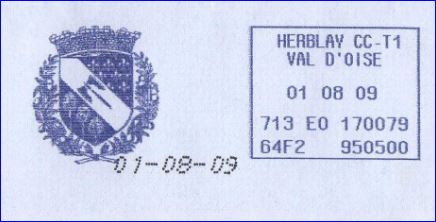 HERBLAY CC-T1
VAL D'OISE
01 08 09
713 E0 170079
64F2 950500
01-08-09